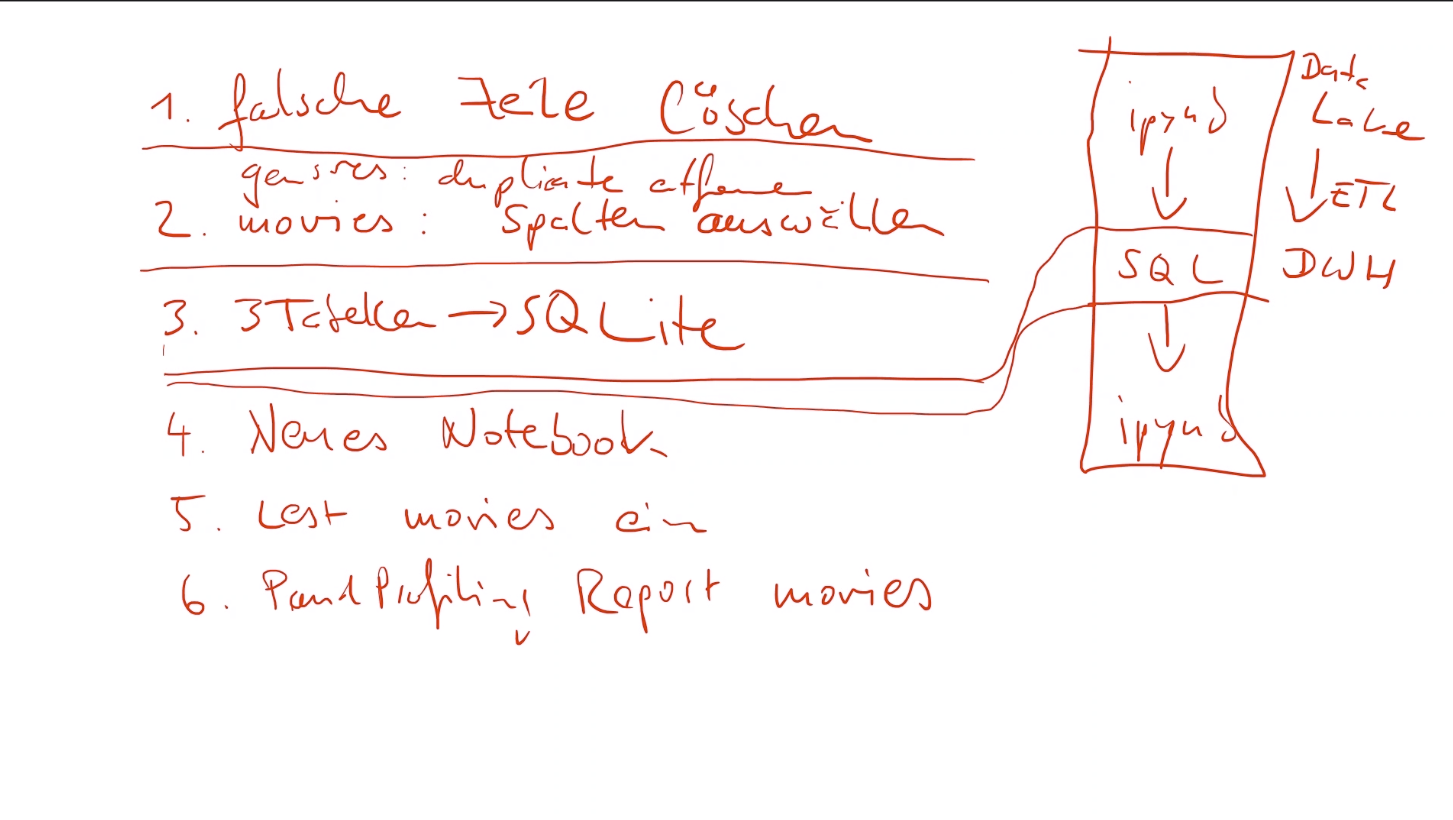 1. falsche Zeile löschen
genres: duplicate entfernen
2. movies: Spalten auswählen
3. 3 Tabellen → SQLite
4. Neues Notebook
5. Lest movies ein
6. PandProfiling Report movies
ipynb
SQL
ipynb
Data
Lake
ETL
DWH